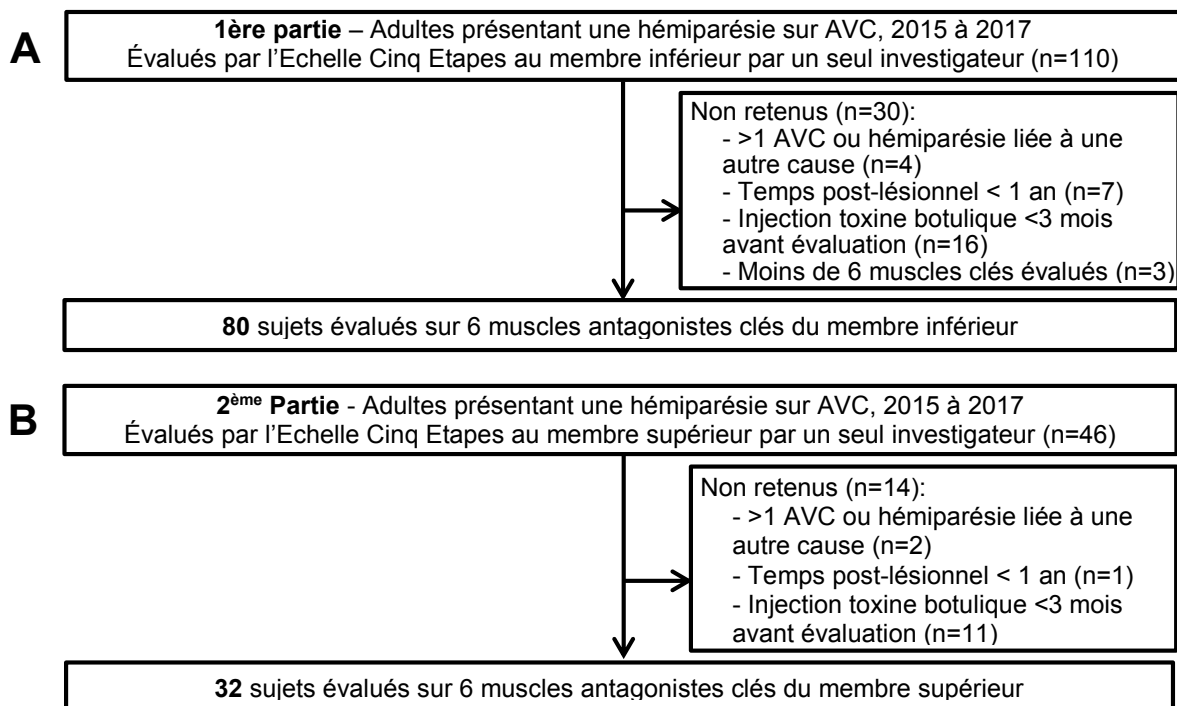 A
1ère partie – Adultes présentant une hémiparésie sur AVC, 2015 à 2017
Évalués par l’Echelle Cinq Etapes au membre inférieur par un seul investigateur (n=110)
Non retenus (n=30):
- >1 AVC ou hémiparésie liée à une
autre cause (n=4)
- Temps post-lésionnel < 1 an (n=7)
- Injection toxine botulique <3 mois
avant évaluation (n=16)
- Moins de 6 muscles clés évalués (n=3)
80 sujets évalués sur 6 muscles antagonistes clés du membre inférieur
B
2ème Partie - Adultes présentant une hémiparésie sur AVC, 2015 à 2017
Évalués par l’Echelle Cinq Etapes au membre supérieur par un seul investigateur (n=46)
Non retenus (n=14):
- >1 AVC ou hémiparésie liée à une
autre cause (n=2)
- Temps post-lésionnel < 1 an (n=1)
- Injection toxine botulique <3 mois
avant évaluation (n=11)
32 sujets évalués sur 6 muscles antagonistes clés du membre supérieur